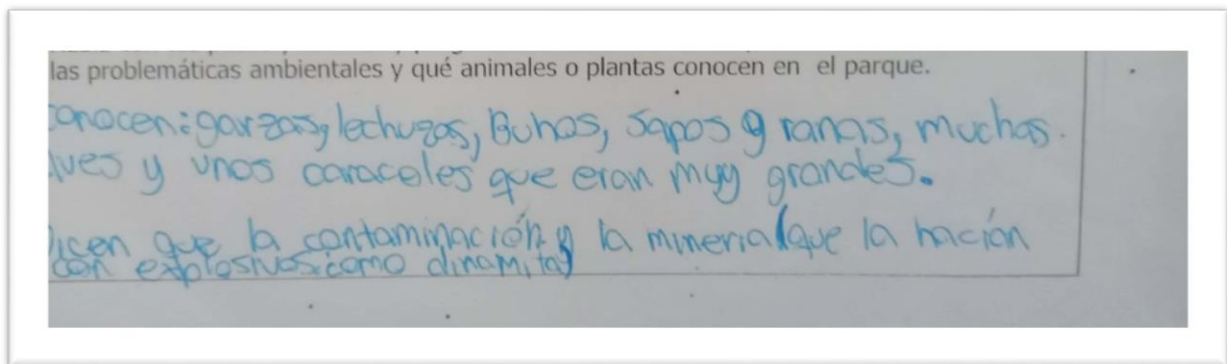 las problemáticas ambientales y qué animales o plantas conocen en el parque.
conocen: garzas, lechuzas, Buhos, sapos y ranas, muchas
aves y unos caracoles que eran muy grandes.
Dicen que la contaminación y la mineria (que la hacían
con explosivos como dinamita)